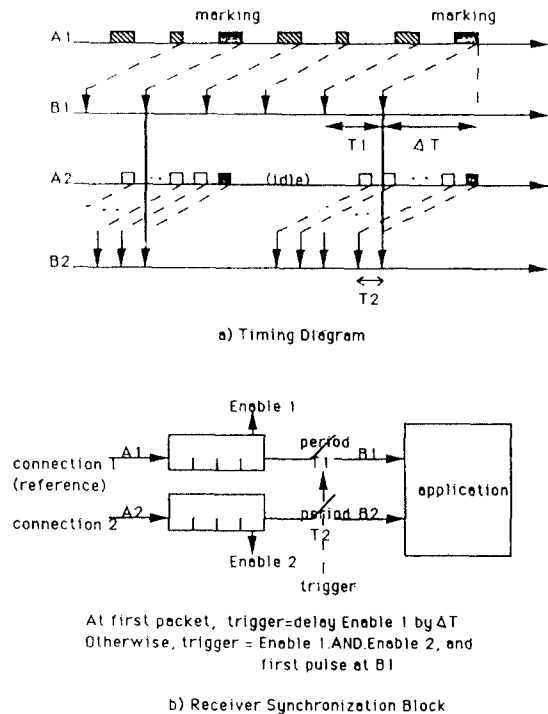 marking
marking
A1
B1
T1
ΔT
A2
(idle)
B2
T2
a) Timing Diagram
Enable 1
A1
period
B1
T1
connection 1
(reference)
application
A2
period
B2
connection 2
T2
Enable 2
trigger
At first packet, trigger=delay Enable 1 by ΔT
Otherwise, trigger = Enable 1.AND.Enable 2, and
first pulse at B1
b) Receiver Synchronization Block